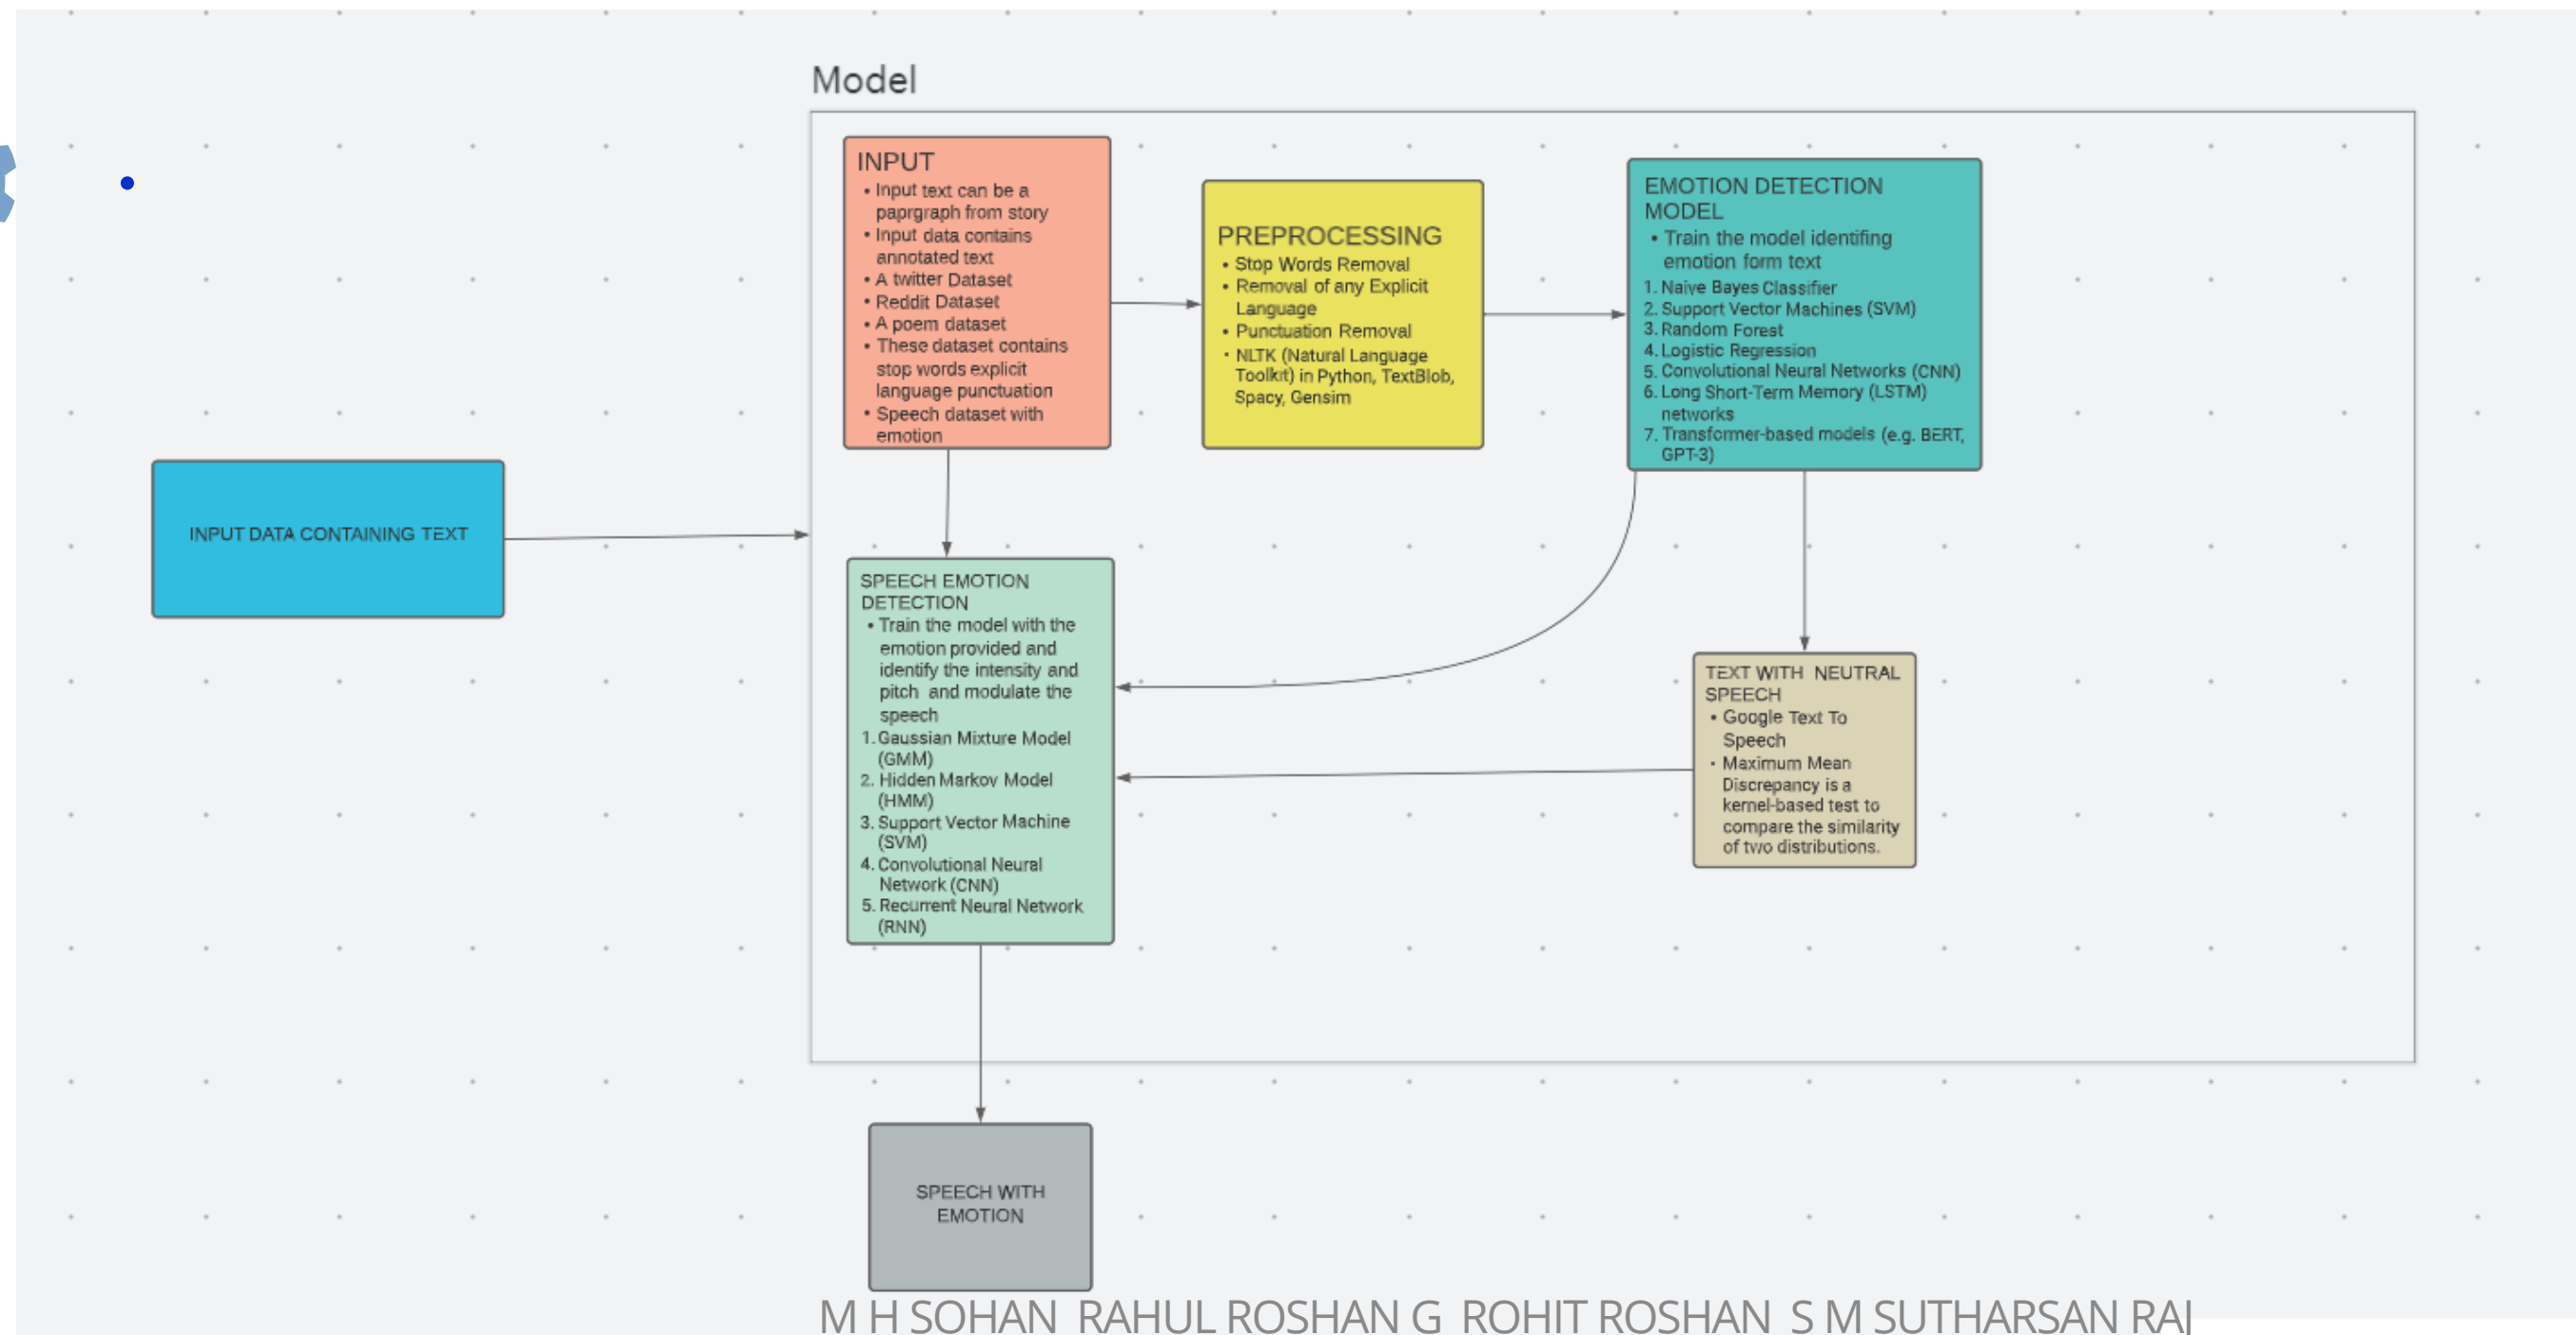 Model
INPUT
• Input text can be a
paprgraph from story
• Input data contains
annotated text
• A twitter Dataset
• Reddit Dataset
• A poem dataset
• These dataset contains
stop words explicit
language punctuation
• Speech dataset with
emotion
PREPROCESSING
• Stop Words Removal
• Removal of any Explicit
Language
• Punctuation Removal
• NLTK (Natural Language
Toolkit) in Python, TextBlob,
Spacy, Gensim
EMOTION DETECTION
MODEL
• Train the model identifing
emotion form text
1. Naive Bayes Classifier
2. Support Vector Machines (SVM)
3. Random Forest
4. Logistic Regression
5. Convolutional Neural Networks (CNN)
6. Long Short-Term Memory (LSTM)
networks
7. Transformer-based models (e.g. BERT,
GPT-3)
INPUT DATA CONTAINING TEXT
SPEECH EMOTION
DETECTION
• Train the model with the
emotion provided and
identify the intensity and
pitch and modulate the
speech
1. Gaussian Mixture Model
(GMM)
2. Hidden Markov Model
(HMM)
3. Support Vector Machine
(SVM)
4. Convolutional Neural
Network (CNN)
5. Recurrent Neural Network
(RNN)
TEXT WITH NEUTRAL
SPEECH
• Google Text To
Speech
• Maximum Mean
Discrepancy is a
kernel-based test to
compare the similarity
of two distributions.
SPEECH WITH
EMOTION
M H SOHAN RAHUL ROSHAN G ROHIT ROSHAN S M SUTHARSAN RAJ